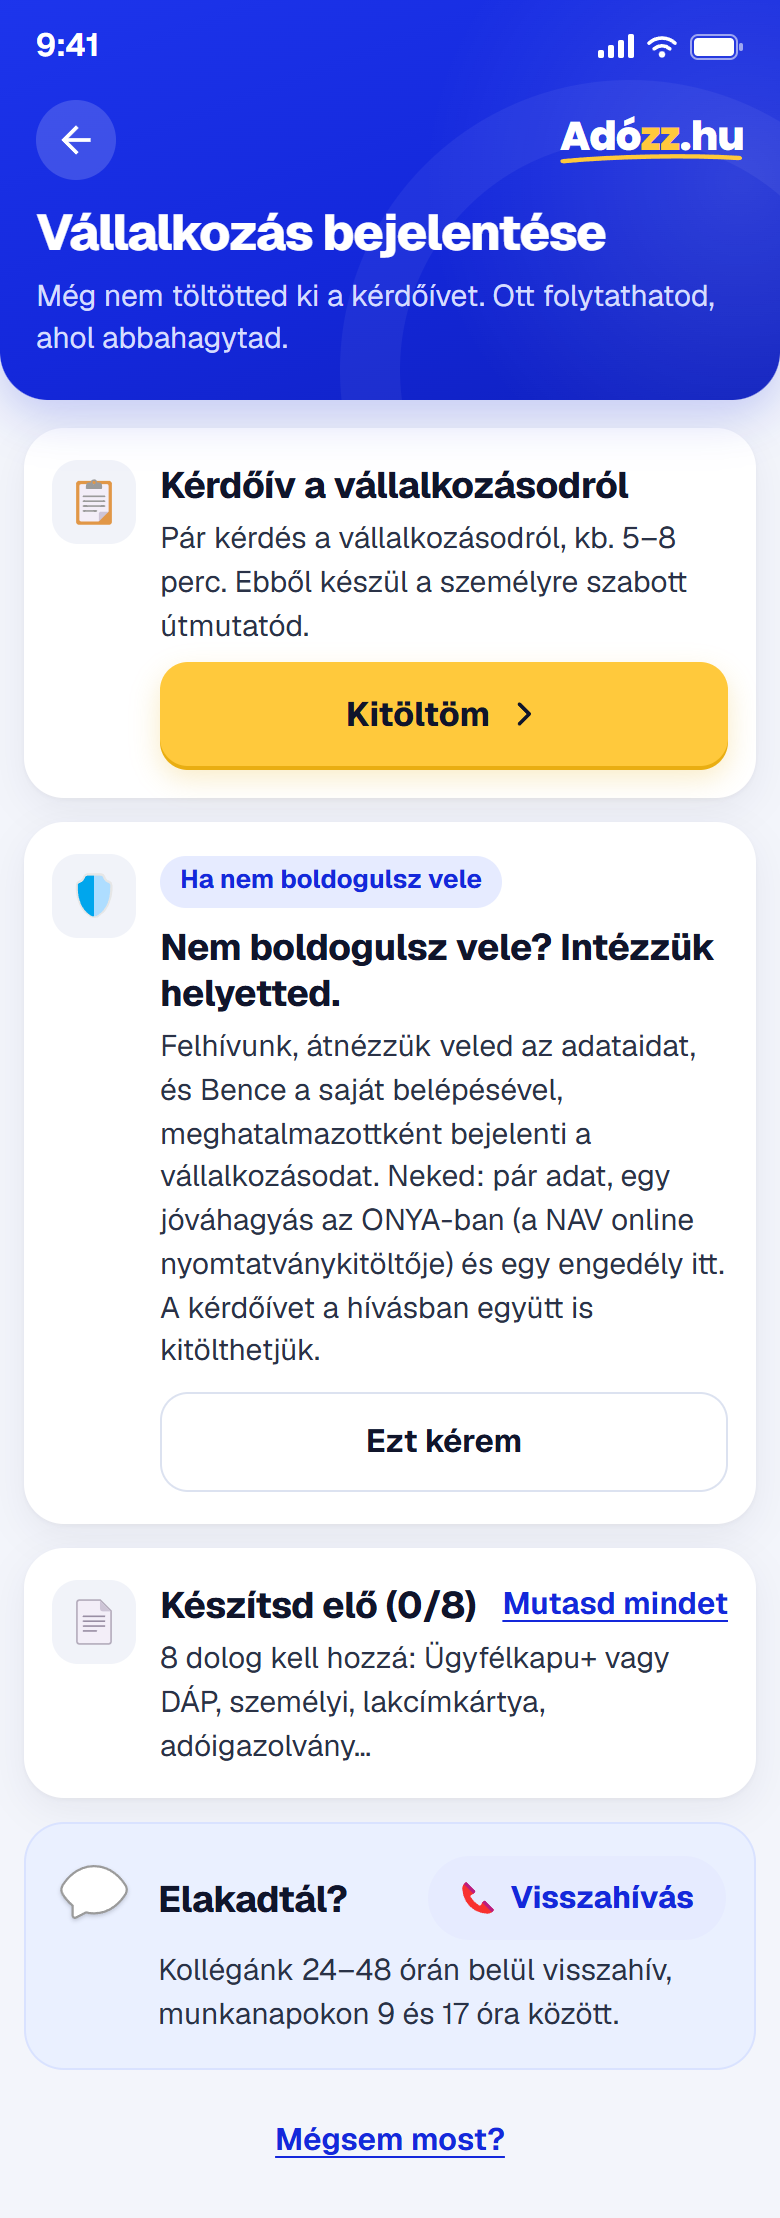 9:41
Adózz.hu
Vállalkozás bejelentése
Még nem töltötted ki a kérdőívet. Ott folytathatod,
ahol abbahagytad.
Kérdőív a vállalkozásodról
Pár kérdés a vállalkozásodról, kb. 5–8
perc. Ebből készül a személyre szabott
útmutatód.
Kitöltöm
Ha nem boldogulsz vele
Nem boldogulsz vele? Intézzük
helyetted.
Felhívunk, átnézzük veled az adataidat,
és Bence a saját belépésével,
meghatalmazottként bejelenti a
vállalkozásodat. Neked: pár adat, egy
jóváhagyás az ONYA-ban (a NAV online
nyomtatványkitöltője) és egy engedély itt.
A kérdőívet a hívásban együtt is
kitölthetjük.
Ezt kérem
Készítsd elő (0/8) Mutasd mindet
8 dolog kell hozzá: Ügyfélkapu+ vagy
DÁP, személyi, lakcímkártya,
adóigazolvány…
Elakadtál? Visszahívás
Kollégánk 24–48 órán belül visszahív,
munkanapokon 9 és 17 óra között.
Mégsem most?